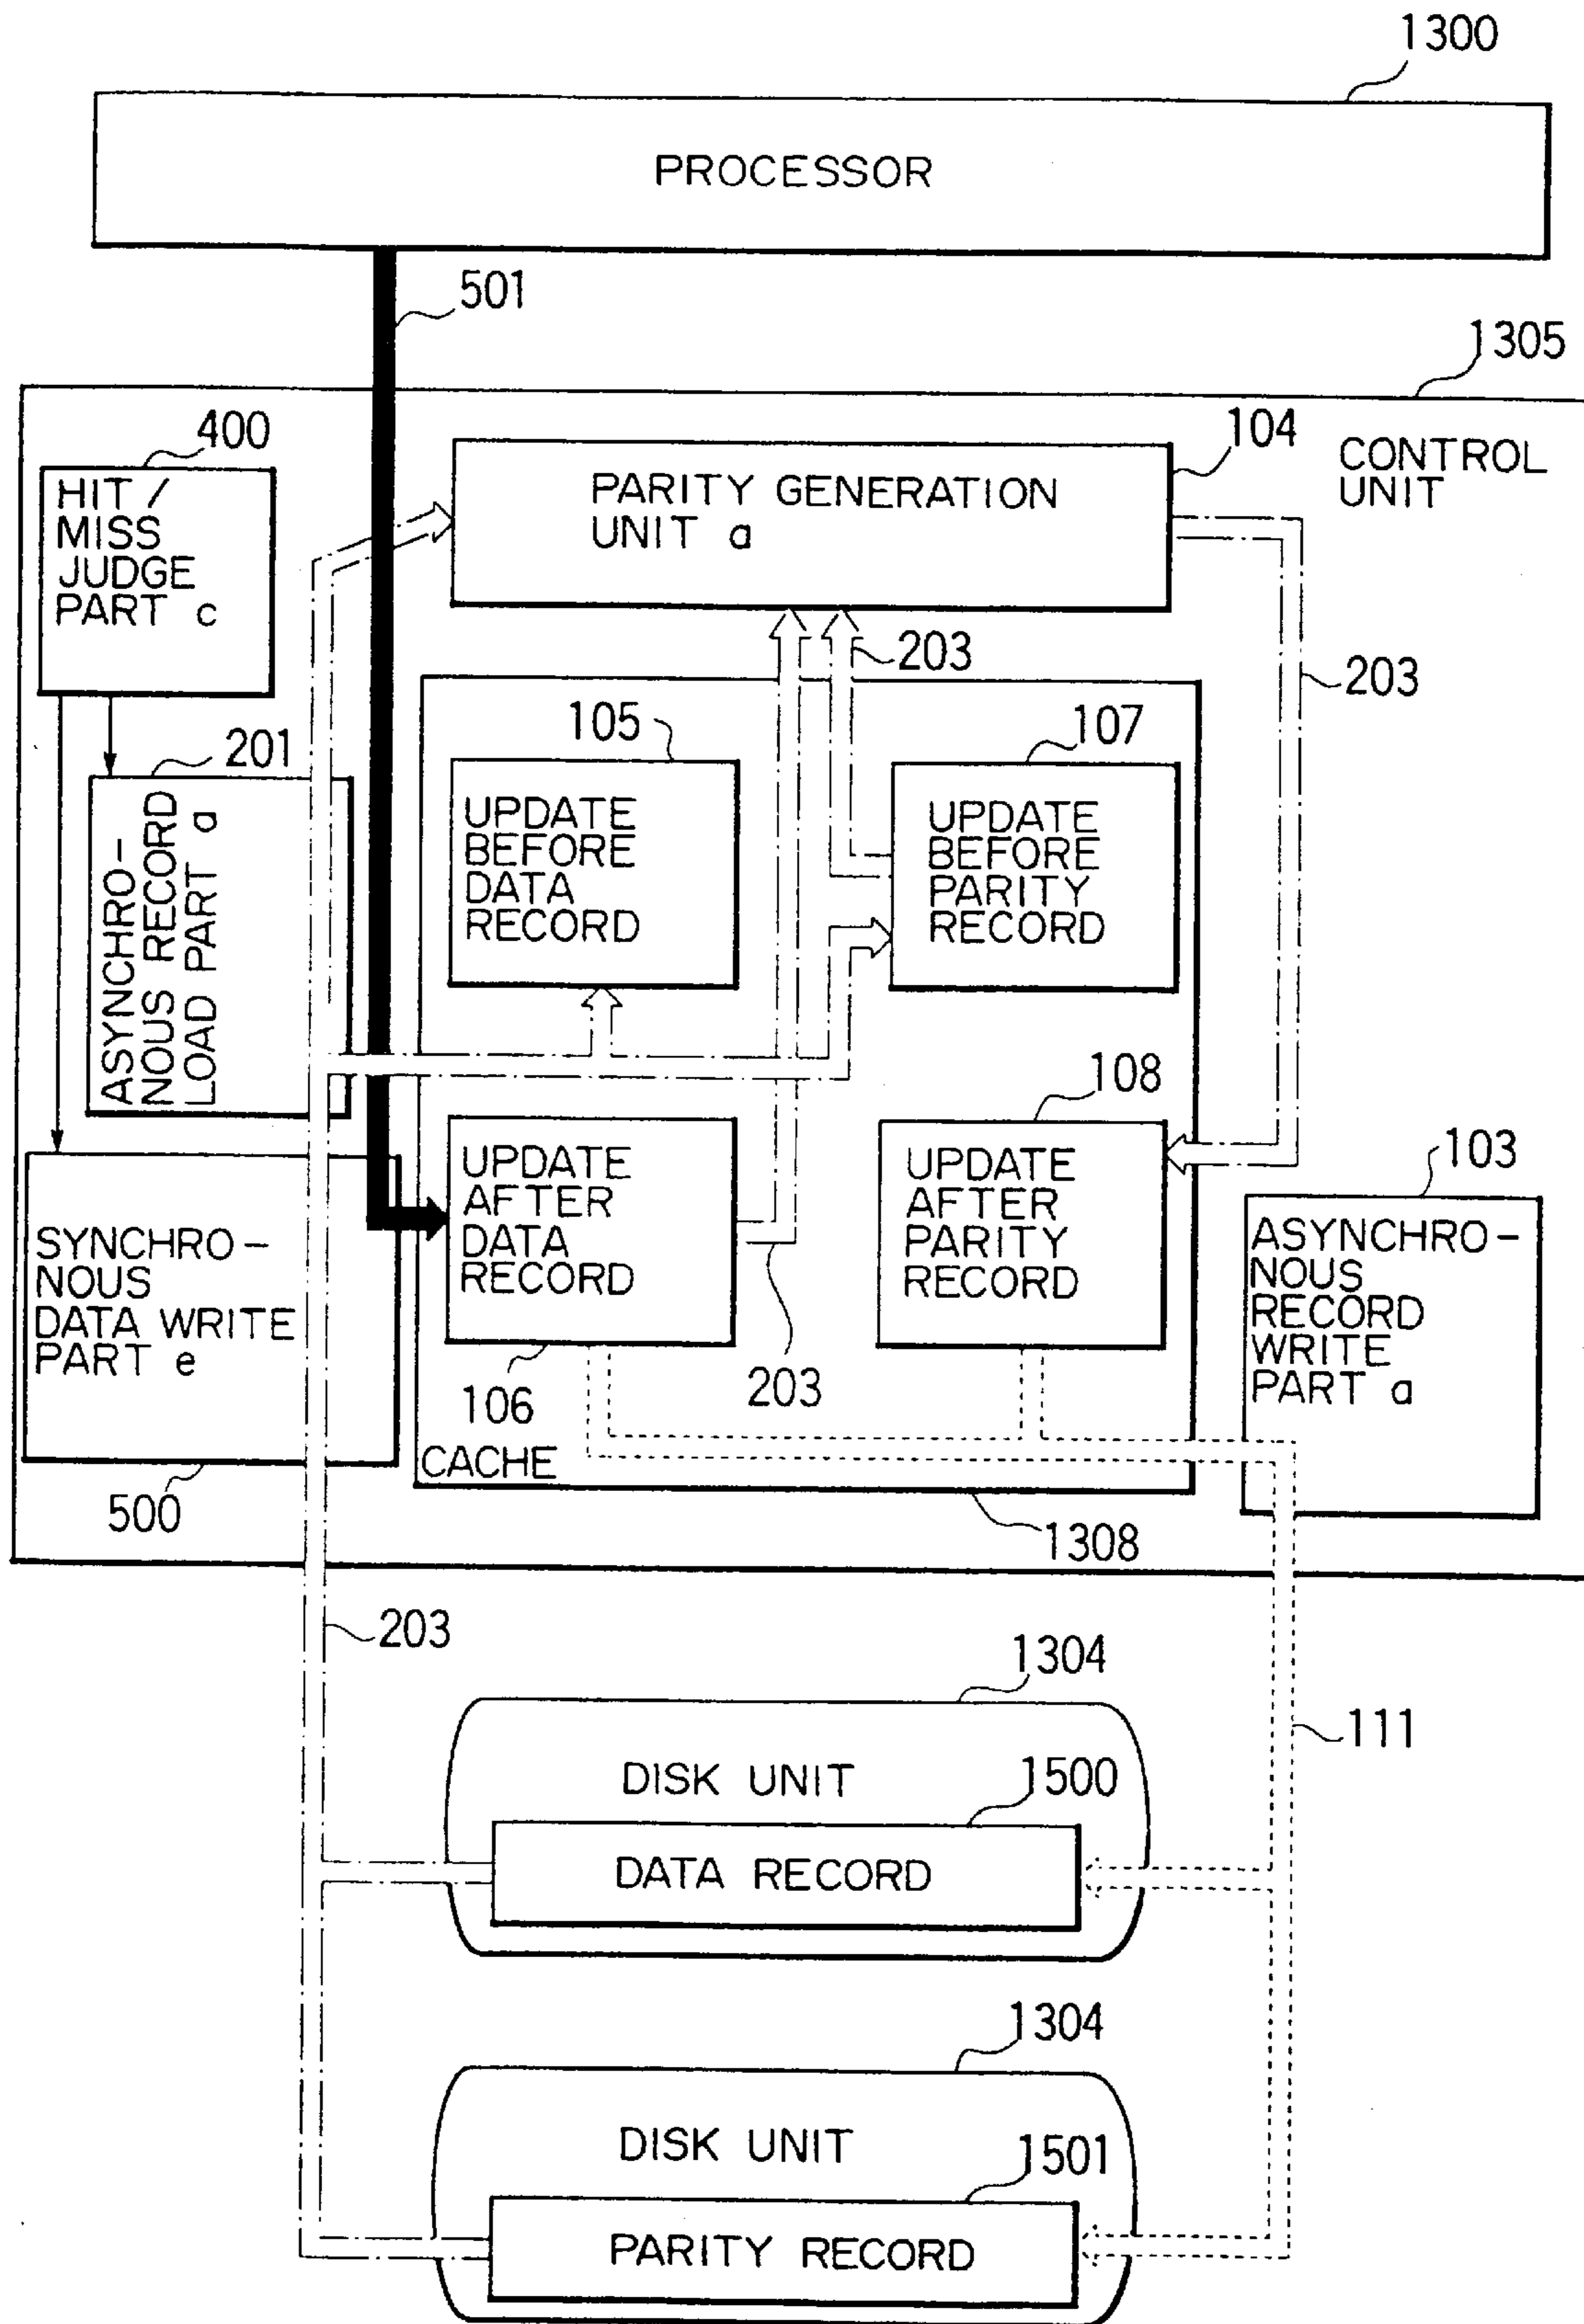 1300
PROCESSOR
501
1305
400
104
CONTROL
UNIT
HIT /
MISS
JUDGE
PART c
PARITY GENERATION
UNIT a
203
203
105
107
201
ASYNCHRO-
NOUS RECORD
LOAD PART a
UPDATE
BEFORE
DATA
RECORD
UPDATE
BEFORE
PARITY
RECORD
108
103
UPDATE
AFTER
DATA
RECORD
UPDATE
AFTER
PARITY
RECORD
SYNCHRO-
NOUS
DATA WRITE
PART e
ASYNCHRO-
NOUS
RECORD
WRITE
PART a
203
106
CACHE
500
1308
203
1304
111
DISK UNIT
1500
DATA RECORD
1304
DISK UNIT
1501
PARITY RECORD